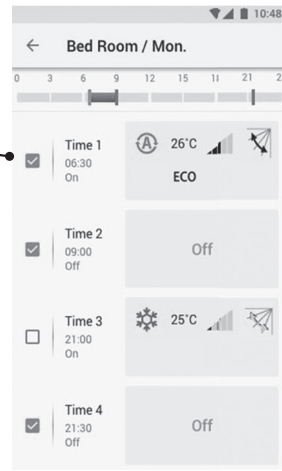 10:48
← Bed Room / Mon.
0 3 6 9 12 15 21
Time 1
06:30
On
A 26°C
ECO
Time 2
09:00
Off
Off
Time 3
21:00
On
25°C
Time 4
21:30
Off
Off